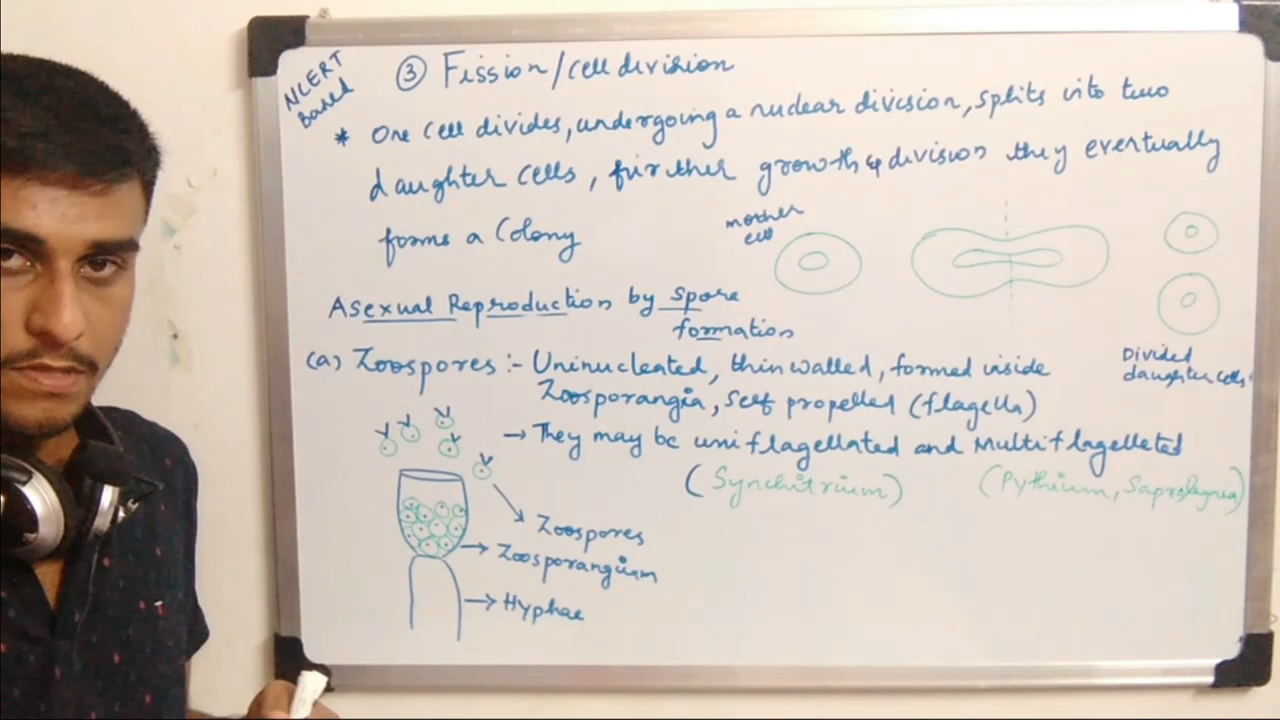 NCERT
Based
③ Fission/cell division
* One cell divides, undergoing a nuclear division, splits into two
daughter cells, further growth & division they eventually
forms a Colony
mother
cell
Divided
daughter cells
Asexual Reproduction by Spore
formation
(a) Zoospores :- Uninucleated, thin walled, formed inside
Zoosporangia, Self propelled (flagella)
→ They may be uniflagellated and Multiflagelleted
(Synchitrium) (Pythium, Saprolegnia)
Zoospores
Zoosporangium
Hyphae